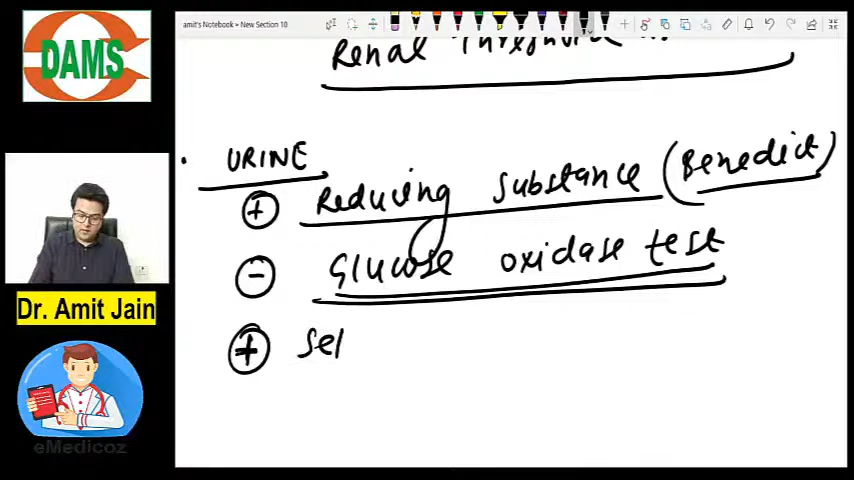 amit's Notebook > New Section 10
DAMS
Renal Threshold
URINE
+ Reducing substance (Benedict)
- Glucose oxidase test
+ sel
Dr. Amit Jain
eMedicoz